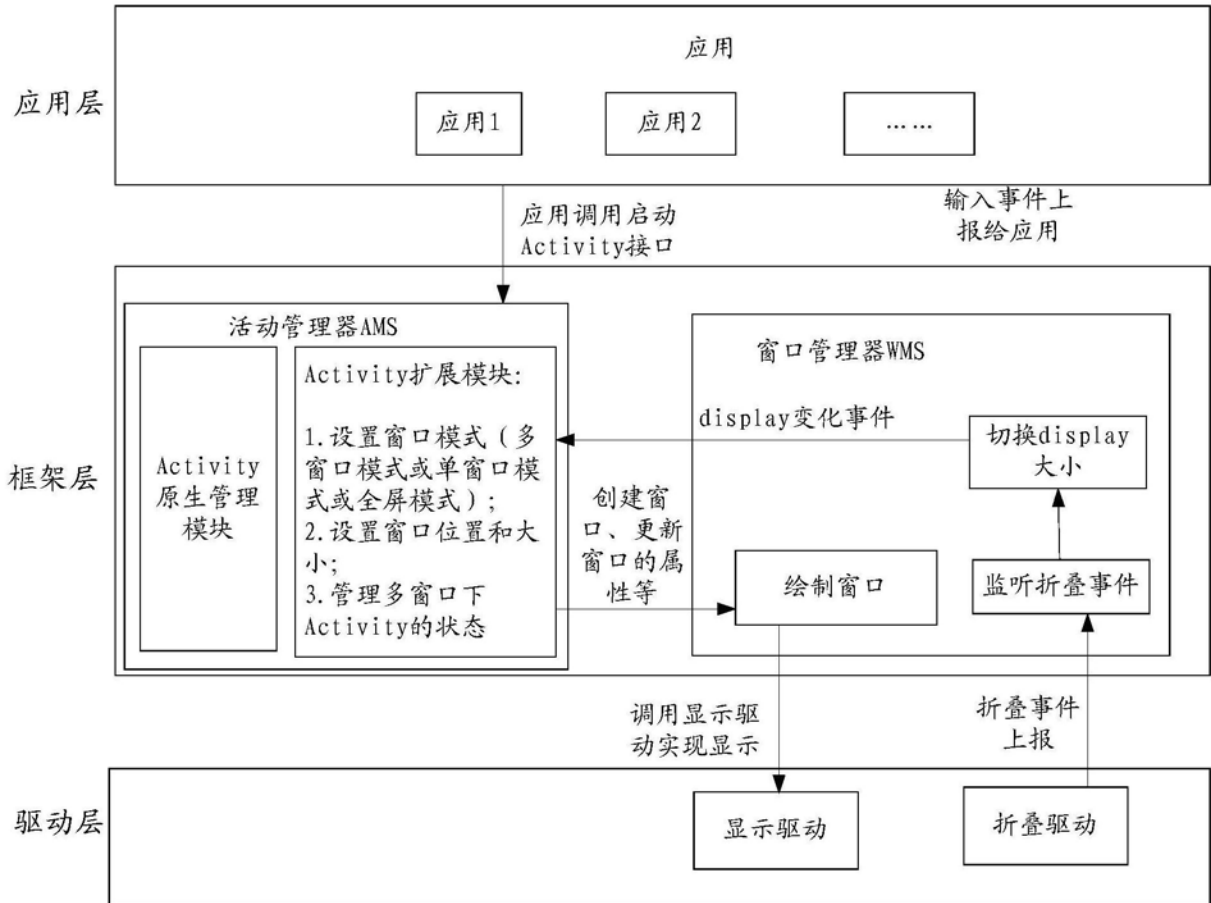 应用
应用层
应用1
应用2
……
应用调用启动
Activity接口
输入事件上
报给应用
框架层
活动管理器AMS
Activity
原生管理
模块
Activity扩展模块:
1.设置窗口模式（多
窗口模式或单窗口模
式或全屏模式）;
2.设置窗口位置和大
小;
3.管理多窗口下
Activity的状态
窗口管理器WMS
display变化事件
切换display
大小
创建窗
口、更新
窗口的属
性等
绘制窗口
监听折叠事件
调用显示驱
动实现显示
折叠事件
上报
驱动层
显示驱动
折叠驱动